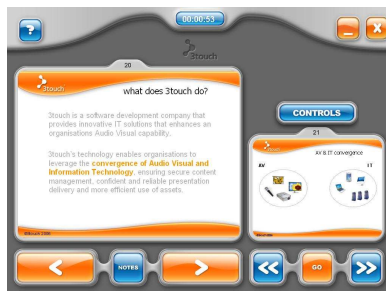 ?
00:00:53
X
3touch
20
3touch
what does 3touch do?
3touch is a software development company that
provides innovative IT solutions that enhances an
organisations Audio Visual capability.
3touch's technology enables organisations to
leverage the convergence of Audio Visual and
Information Technology, ensuring secure content
management, confident and reliable presentation
delivery and more efficient use of assets.
CONTROLS
21
AV & IT convergence
AV
IT
NOTES
GO